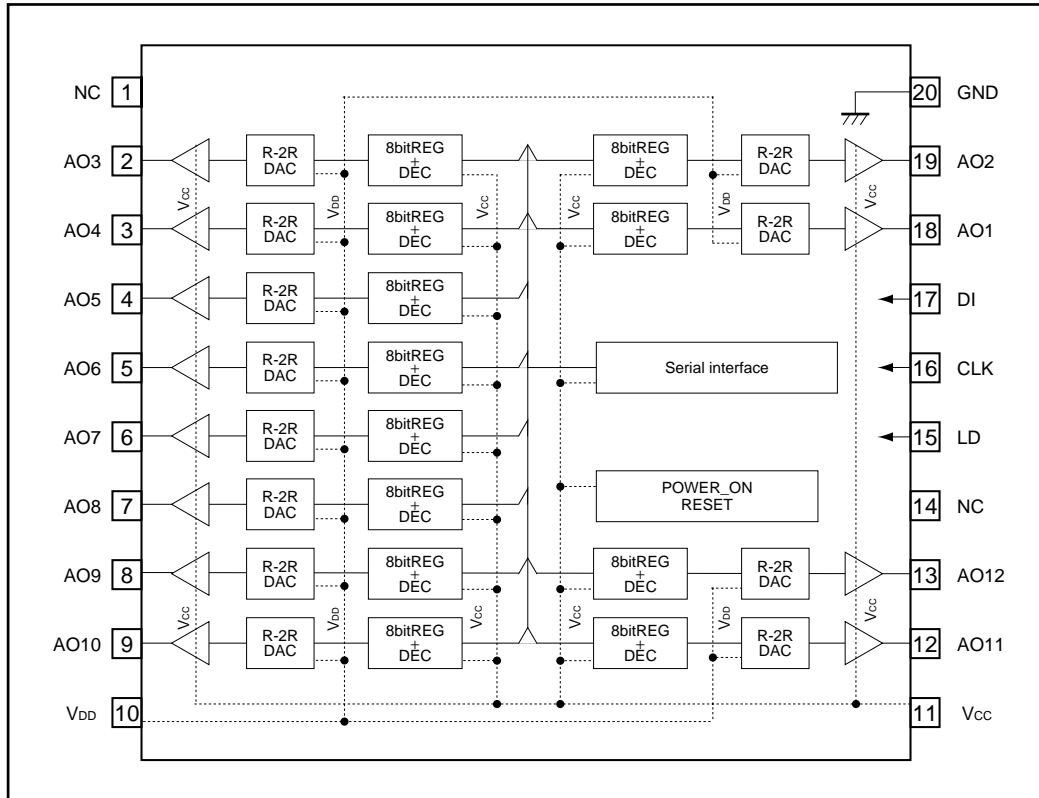 NC 1
20 GND
AO3 2
R-2R
DAC
8bitREG
+
DEC
8bitREG
+
DEC
R-2R
DAC
19 AO2
VCC
VDD
VCC
VCC
VDD
VCC
AO4 3
R-2R
DAC
8bitREG
+
DEC
8bitREG
+
DEC
R-2R
DAC
18 AO1
AO5 4
R-2R
DAC
8bitREG
+
DEC
17 DI
AO6 5
R-2R
DAC
8bitREG
+
DEC
Serial interface
16 CLK
AO7 6
R-2R
DAC
8bitREG
+
DEC
15 LD
AO8 7
R-2R
DAC
8bitREG
+
DEC
POWER_ON
RESET
14 NC
AO9 8
R-2R
DAC
8bitREG
+
DEC
8bitREG
+
DEC
R-2R
DAC
13 AO12
VCC
VDD
VCC
VCC
VDD
VCC
AO10 9
R-2R
DAC
8bitREG
+
DEC
8bitREG
+
DEC
R-2R
DAC
12 AO11
VDD 10
11 VCC